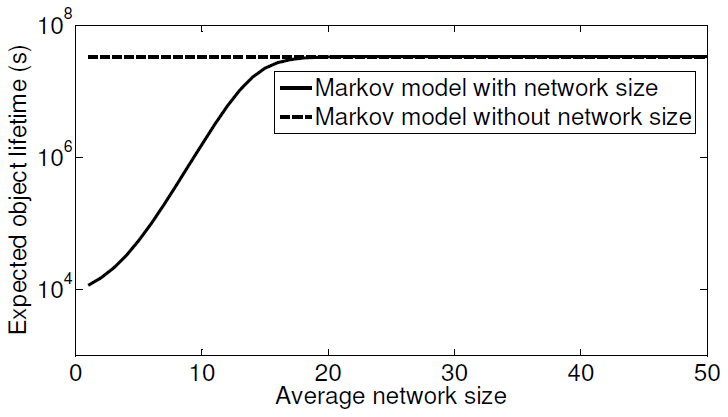 10^8
10^6
10^4
Expected object lifetime (s)
Markov model with network size
Markov model without network size
0 10 20 30 40 50
Average network size